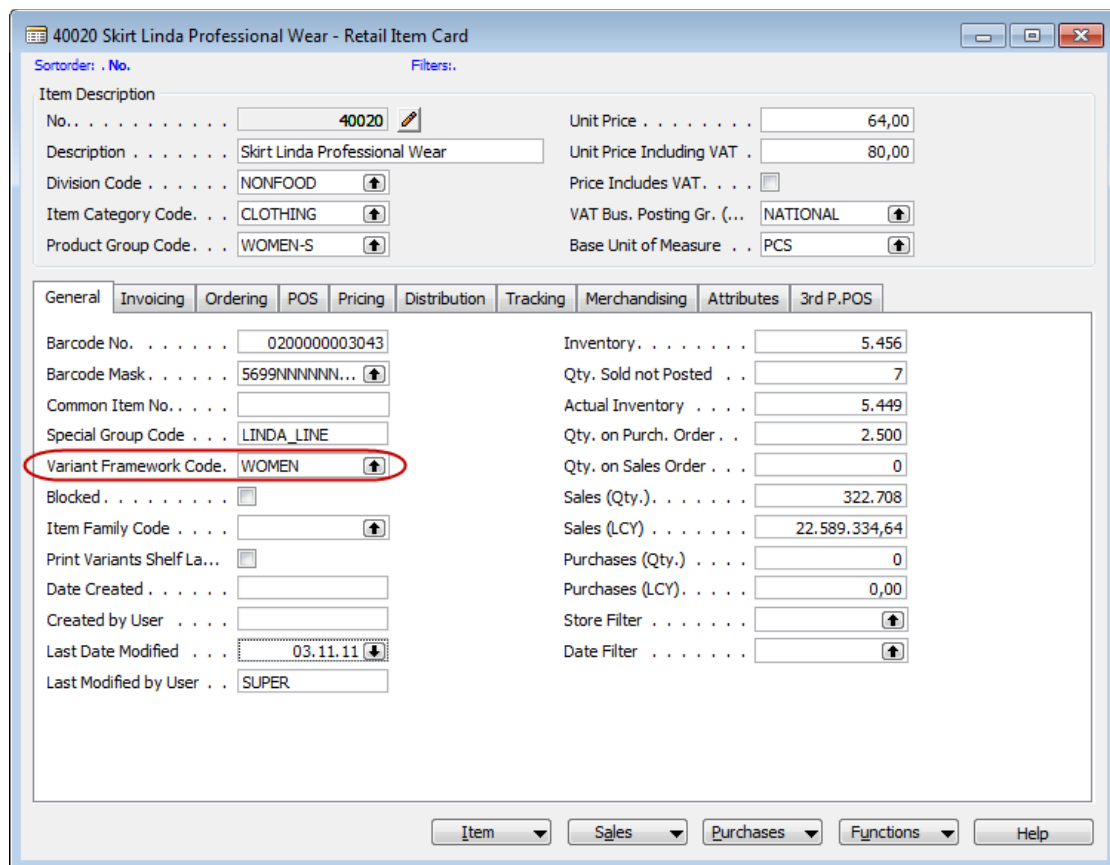 40020 Skirt Linda Professional Wear - Retail Item Card
Sortorder: . No. Filters:.
Item Description
No.. . . . . . . . . . . 40020 Unit Price . . . . . . . . 64,00
Description . . . . . . . Skirt Linda Professional Wear Unit Price Including VAT . 80,00
Division Code . . . . . . NONFOOD Price Includes VAT. . . .
Item Category Code. . . CLOTHING VAT Bus. Posting Gr. (... NATIONAL
Product Group Code. . . WOMEN-S Base Unit of Measure . . PCS
General Invoicing Ordering POS Pricing Distribution Tracking Merchandising Attributes 3rd P.POS
Barcode No. . . . . . . 0200000003043 Inventory. . . . . . . . 5.456
Barcode Mask. . . . . . 5699NNNNNN... Qty. Sold not Posted . . 7
Common Item No.. . . . Actual Inventory . . . . 5.449
Special Group Code . . . LINDA_LINE Qty. on Purch. Order. . 2.500
Variant Framework Code. WOMEN Qty. on Sales Order . . . 0
Blocked. . . . . . . . . . Sales (Qty.). . . . . . . 322.708
Item Family Code . . . . Sales (LCY) . . . . . . . 22.589.334,64
Print Variants Shelf La... Purchases (Qty.) . . . . 0
Date Created . . . . . . Purchases (LCY). . . . . 0,00
Created by User . . . . Store Filter . . . . . . .
Last Date Modified . . . 03.11.11 Date Filter . . . . . . .
Last Modified by User . . SUPER
Item Sales Purchases Functions Help